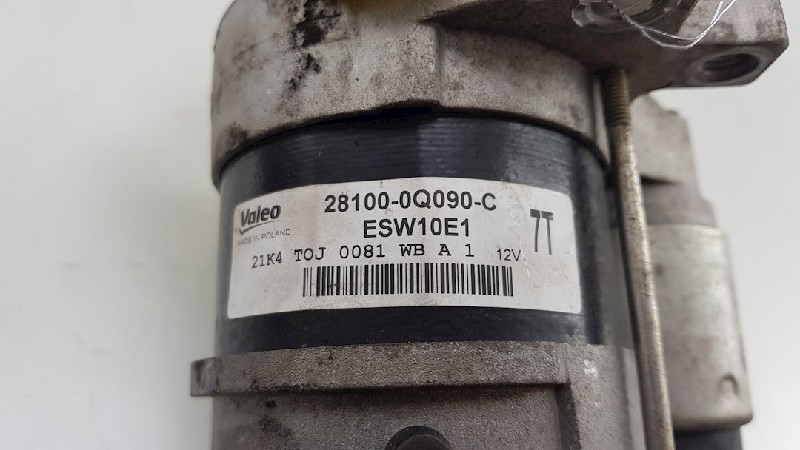 Valeo
MADE IN POLAND
28100-0Q090-C
ESW10E1
7T
21K4 TOJ 0081 WB A 1 12V